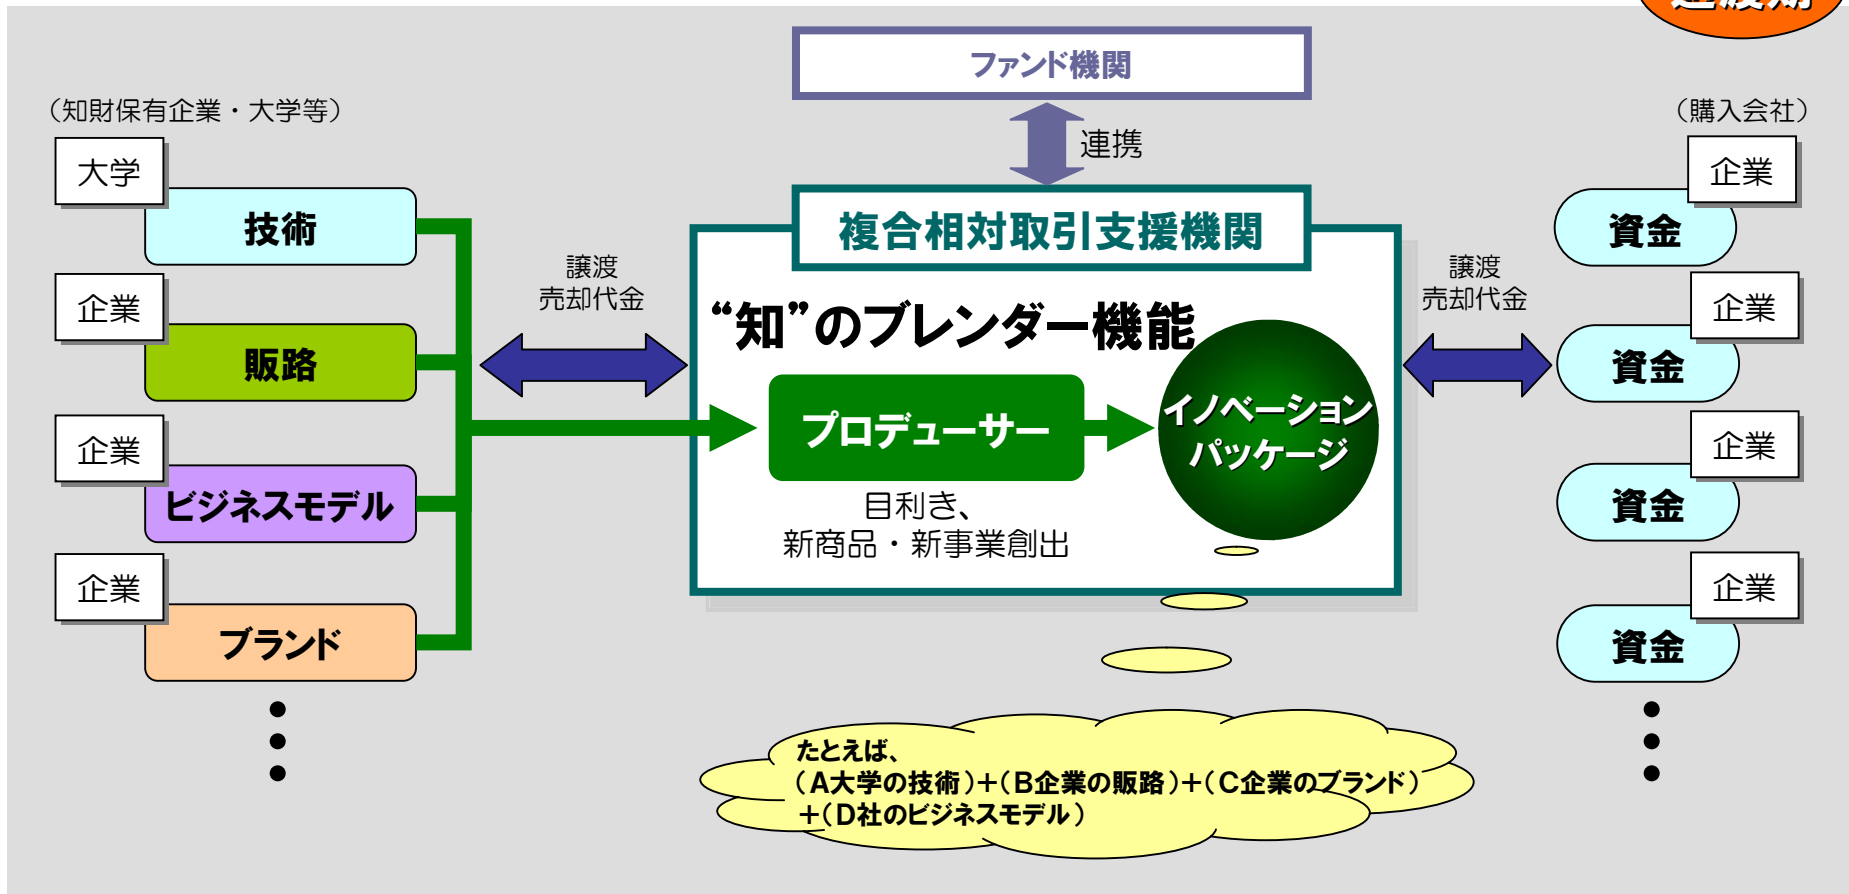 ファンド機関
連携
（知財保有企業・大学等）
大学
技術
企業
販路
企業
ビジネスモデル
企業
ブランド
譲渡
売却代金
複合相対取引支援機関
“知”のブレンダー機能
プロデューサー
目利き、
新商品・新事業創出
イノベーション
パッケージ
譲渡
売却代金
（購入会社）
企業
資金
企業
資金
企業
資金
企業
資金
たとえば、
（A大学の技術）＋（B企業の販路）＋（C企業のブランド）
＋（D社のビジネスモデル）